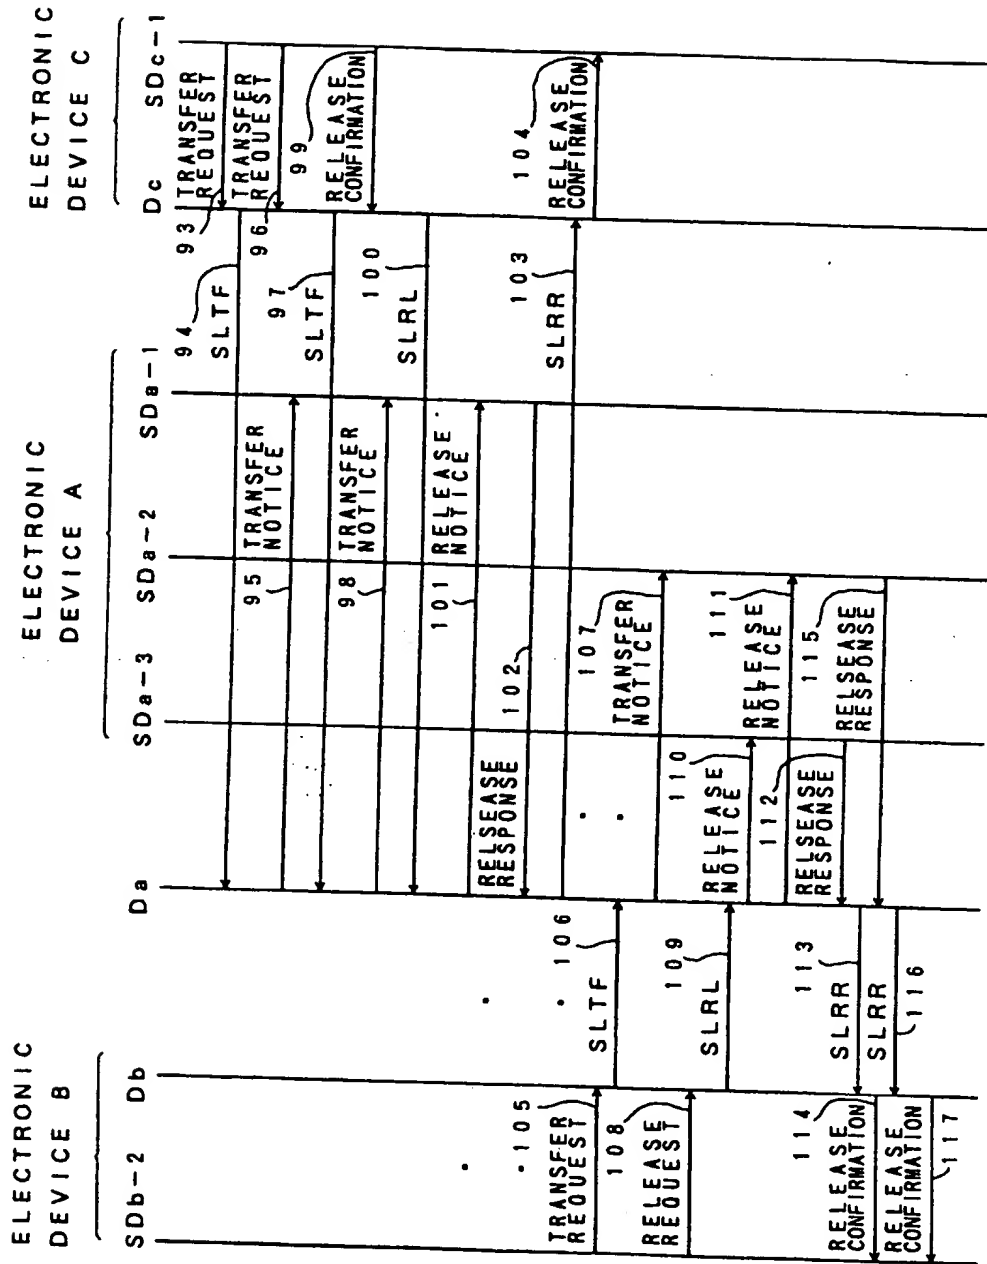 ELECTRONIC
DEVICE B
SDb-2
Db
ELECTRONIC
DEVICE A
Da
SDa-3
SDa-2
SDa-1
ELECTRONIC
DEVICE C
Dc
SDc-1
93
TRANSFER
REQUEST
94
SLTF
95
TRANSFER
NOTICE
96
TRANSFER
REQUEST
97
SLTF
98
TRANSFER
NOTICE
99
RELEASE
CONFIRMATION
100
SLRL
101
RELEASE
NOTICE
102
RELSEASE
RESPONSE
103
SLRR
104
RELEASE
CONFIRMATION
105
TRANSFER
REQUEST
106
SLTF
107
TRANSFER
NOTICE
108
RELEASE
REQUEST
109
SLRL
110
RELEASE
NOTICE
111
RELEASE
NOTICE
112
RELSEASE
RESPONSE
113
SLRR
114
RELEASE
CONFIRMATION
115
RELSEASE
RESPONSE
SLRR
116
RELEASE
CONFIRMATION
117